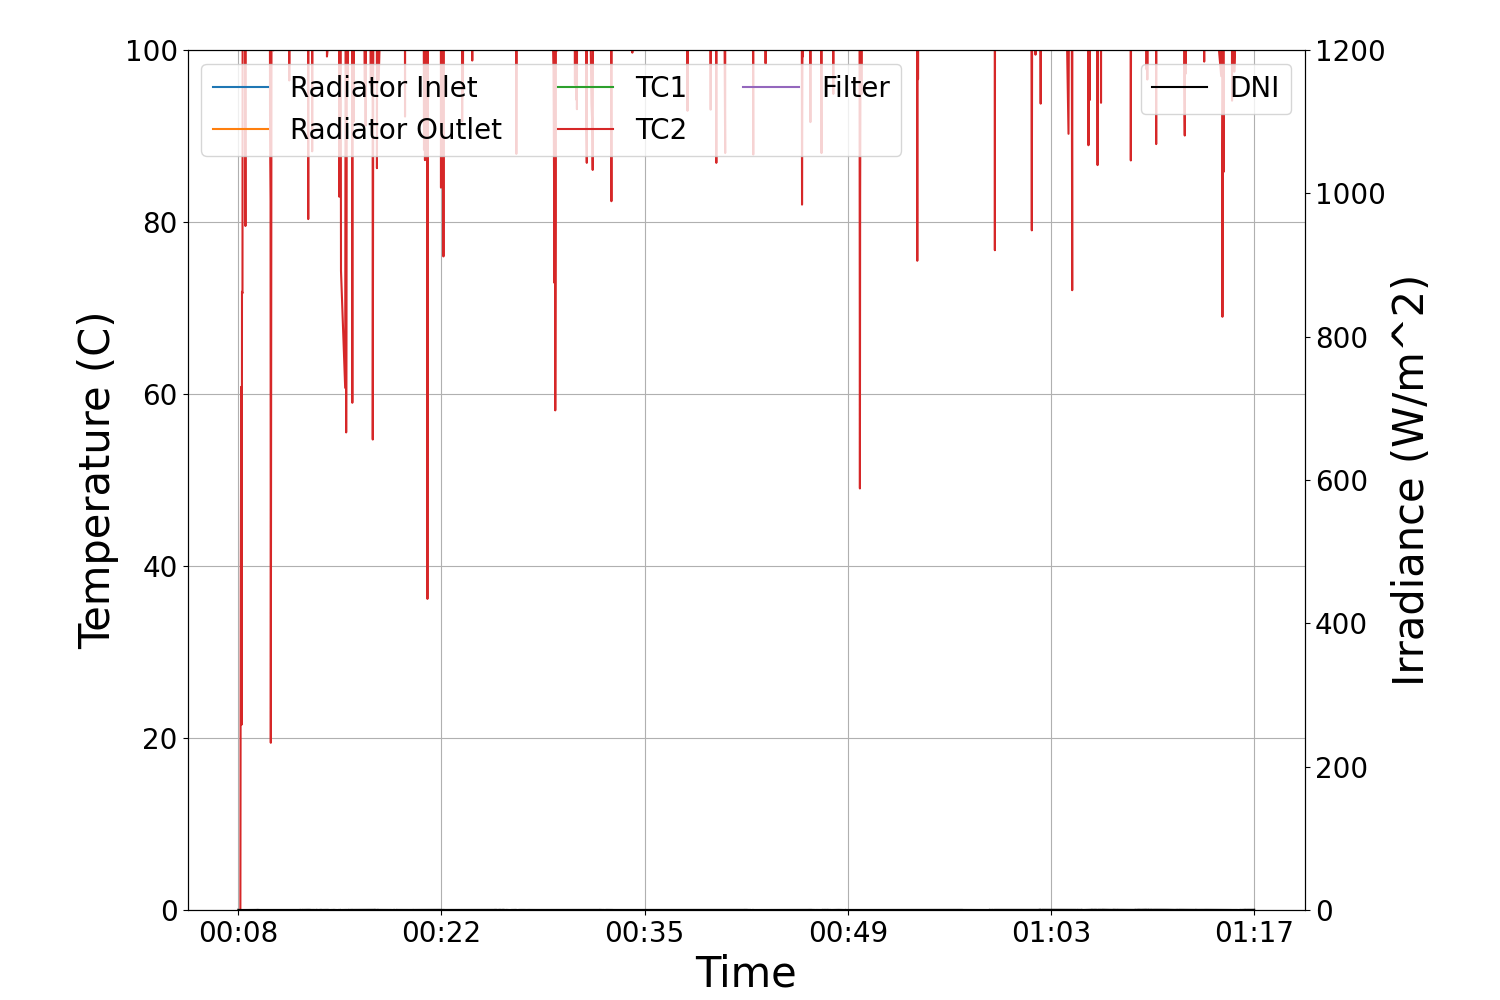 100
80
60
40
20
0
Temperature (C)
Radiator Inlet
Radiator Outlet
TC1
TC2
Filter
DNI
1200
1000
800
600
400
200
0
Irradiance (W/m^2)
00:08 00:22 00:35 00:49 01:03 01:17
Time